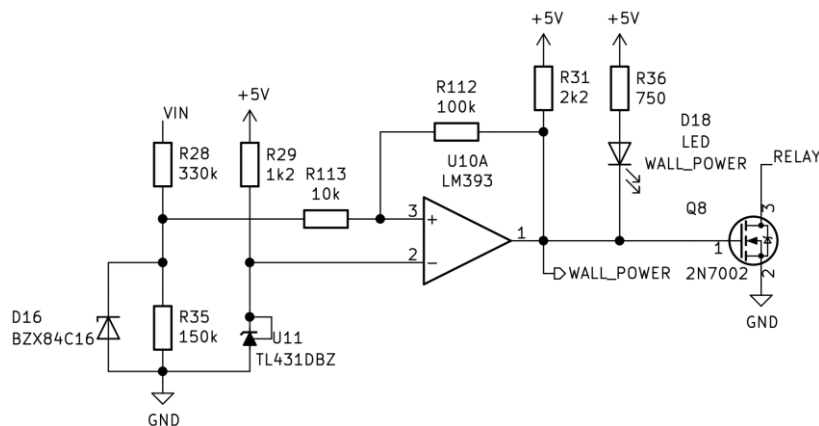 +5V
+5V
R31
2k2
R36
750
R112
100k
D18
LED
WALL_POWER
+5V
VIN
R28
330k
R29
1k2
R113
10k
U10A
LM393
RELAY
3
+
2
−
1
Q8
3
1
2
2N7002
WALL_POWER
GND
D16
BZX84C16
R35
150k
U11
TL431DBZ
GND